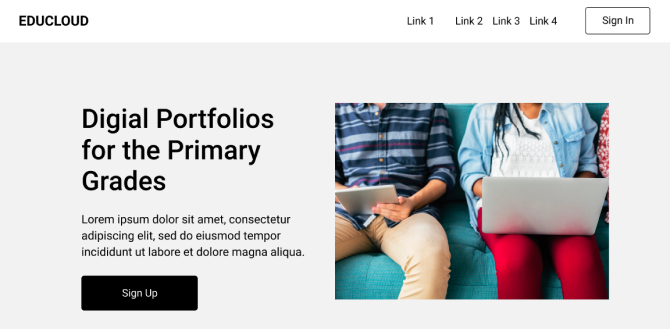 EDUCLOUD
Link 1 Link 2 Link 3 Link 4
Sign In
Digial Portfolios
for the Primary
Grades
Lorem ipsum dolor sit amet, consectetur
adipiscing elit, sed do eiusmod tempor
incididunt ut labore et dolore magna aliqua.
Sign Up